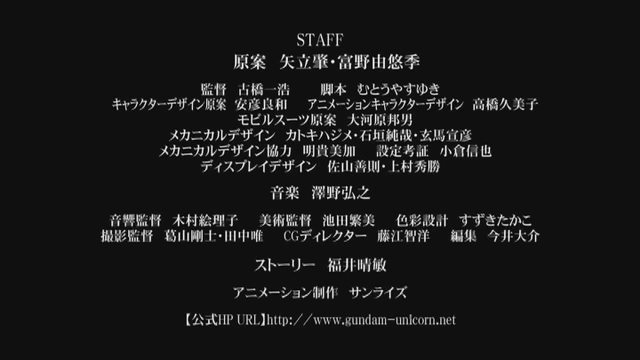 STAFF
原案　矢立肇・富野由悠季
監督　古橋一浩　　脚本　むとうやすゆき
キャラクターデザイン原案　安彦良和　　アニメーションキャラクターデザイン　高橋久美子
モビルスーツ原案　大河原邦男
メカニカルデザイン　カトキハジメ・石垣純哉・玄馬宣彦
メカニカルデザイン協力　明貴美加　　設定考証　小倉信也
ディスプレイデザイン　佐山善則・上村秀勝
音楽　澤野弘之
音響監督　木村絵理子　　美術監督　池田繁美　　色彩設計　すずきたかこ
撮影監督　葛山剛士・田中唯　　CGディレクター　藤江智洋　　編集　今井大介
ストーリー　福井晴敏
アニメーション制作　サンライズ
【公式HP URL】http://www.gundam-unicorn.net